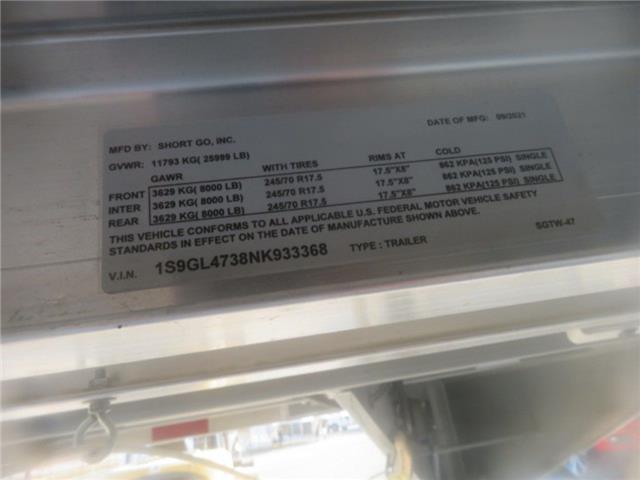 MFD BY: SHORT GO, INC. DATE OF MFG: 09/2021
GVWR: 11793 KG( 25999 LB)
GAWR WITH TIRES RIMS AT COLD
FRONT 3629 KG( 8000 LB) 245/70 R17.5 17.5"X8" 862 KPA(125 PSI) SINGLE
INTER 3629 KG( 8000 LB) 245/70 R17.5 17.5"X8" 862 KPA(125 PSI) SINGLE
REAR 3629 KG( 8000 LB) 245/70 R17.5 17.5"X8" 862 KPA(125 PSI) SINGLE
THIS VEHICLE CONFORMS TO ALL APPLICABLE U.S. FEDERAL MOTOR VEHICLE SAFETY
STANDARDS IN EFFECT ON THE DATE OF MANUFACTURE SHOWN ABOVE.
V.I.N. 1S9GL4738NK933368 TYPE : TRAILER SGTW-47